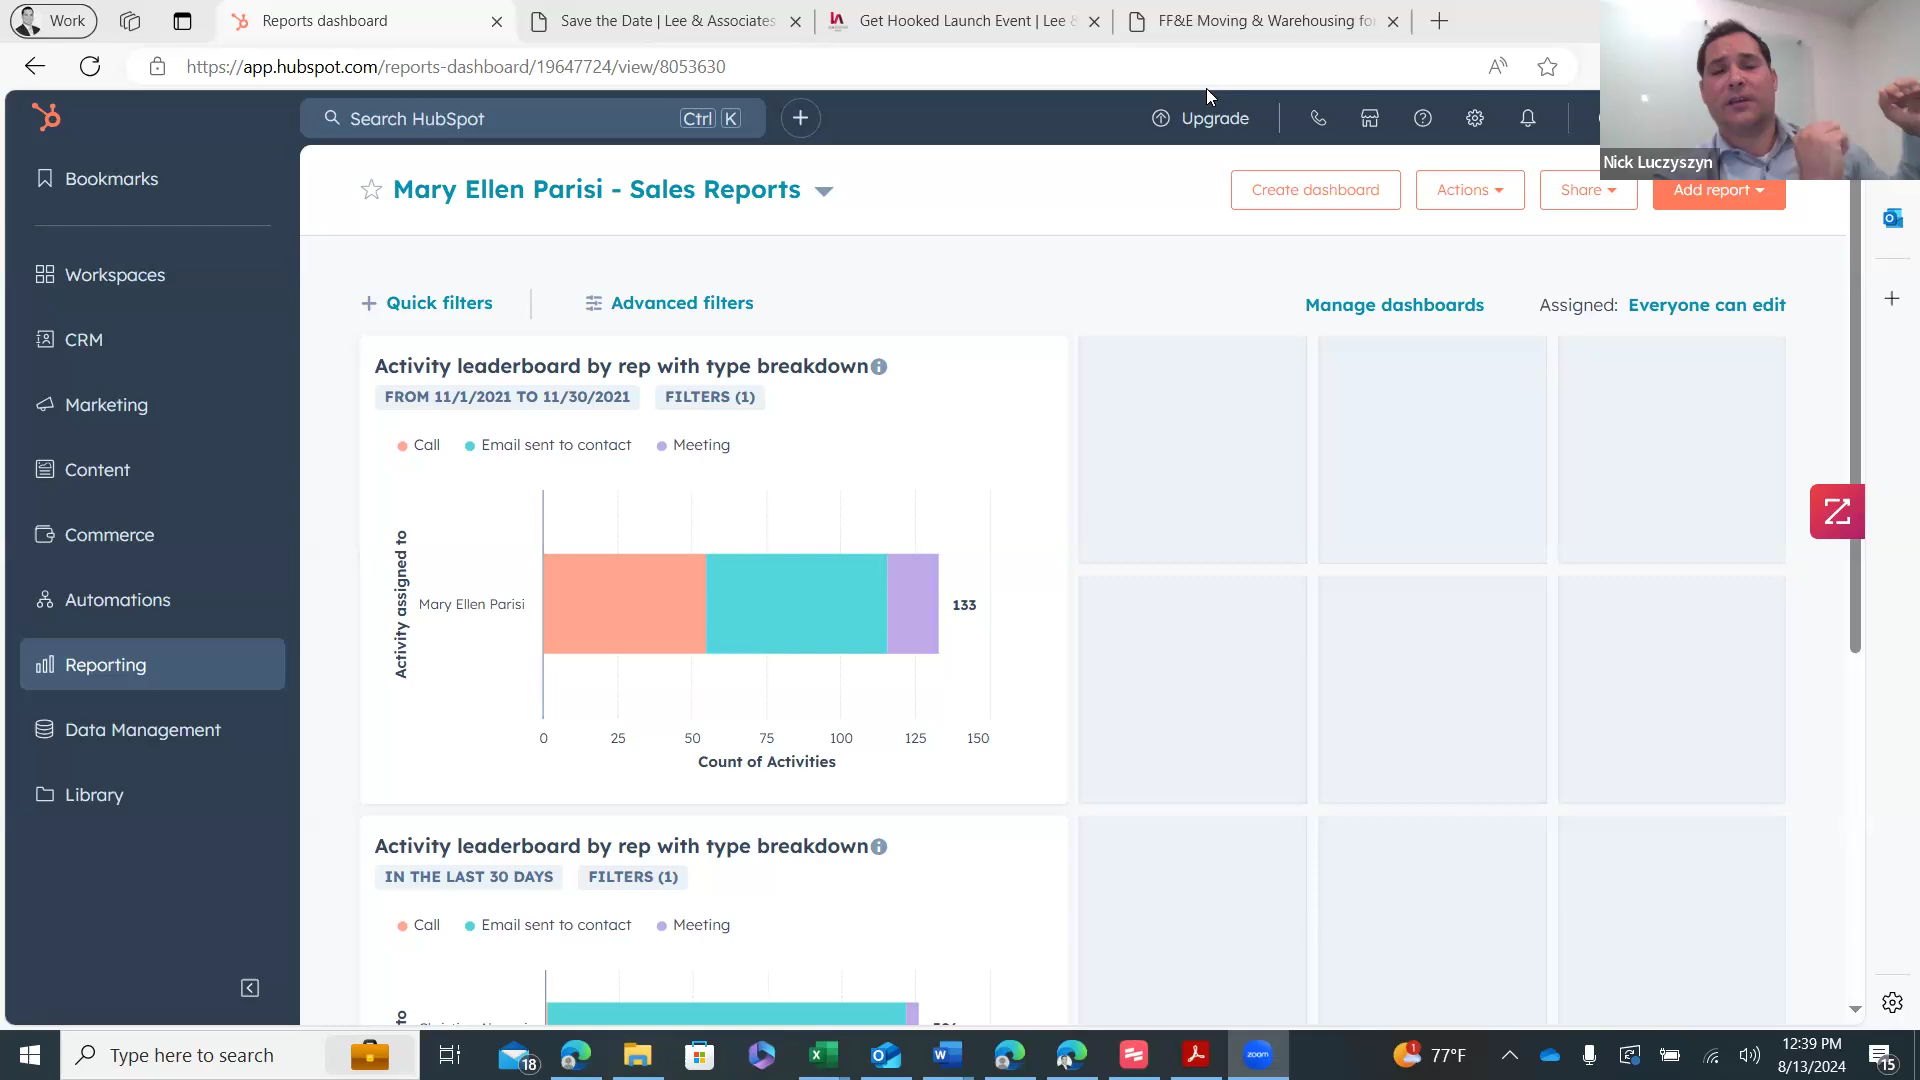 Work
Reports dashboard
Save the Date | Lee & Associates
Get Hooked Launch Event | Lee &
FF&E Moving & Warehousing for
https://app.hubspot.com/reports-dashboard/19647724/view/8053630
Search HubSpot
Ctrl K
Upgrade
Nick Luczyszyn
Bookmarks
Workspaces
CRM
Marketing
Content
Commerce
Automations
Reporting
Data Management
Library
Mary Ellen Parisi - Sales Reports
Create dashboard
Actions
Share
Add report
Quick filters
Advanced filters
Manage dashboards
Assigned: Everyone can edit
Activity leaderboard by rep with type breakdown
FROM 11/1/2021 TO 11/30/2021
FILTERS (1)
Call
Email sent to contact
Meeting
Activity assigned to
Mary Ellen Parisi
133
0 25 50 75 100 125 150
Count of Activities
Activity leaderboard by rep with type breakdown
IN THE LAST 30 DAYS
FILTERS (1)
Call
Email sent to contact
Meeting
to
Type here to search
18
zoom
1
77°F
12:39 PM
8/13/2024
15